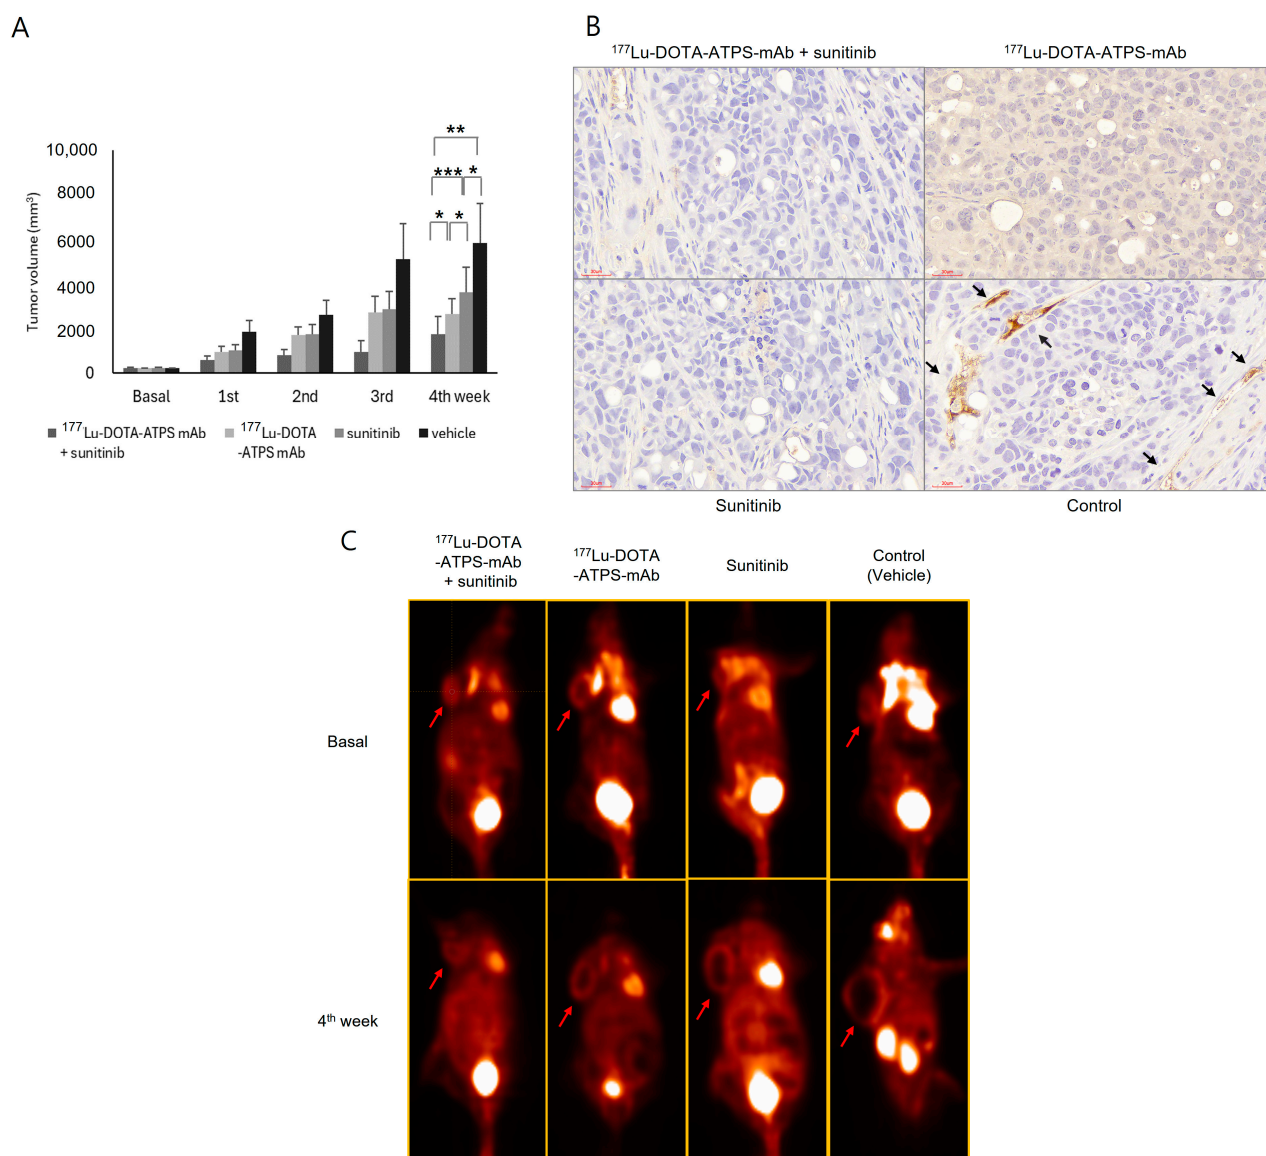 A
Tumor volume (mm³)
10,000
8000
6000
4000
2000
0
**
*** *
* *
Basal 1st 2nd 3rd 4th week
¹⁷⁷Lu-DOTA-ATPS mAb + sunitinib
¹⁷⁷Lu-DOTA -ATPS mAb
sunitinib
vehicle
B
¹⁷⁷Lu-DOTA-ATPS-mAb + sunitinib
¹⁷⁷Lu-DOTA-ATPS-mAb
Sunitinib
Control
C
¹⁷⁷Lu-DOTA
-ATPS-mAb
+ sunitinib
¹⁷⁷Lu-DOTA
-ATPS-mAb
Sunitinib
Control
(Vehicle)
Basal
4ᵗʰ week